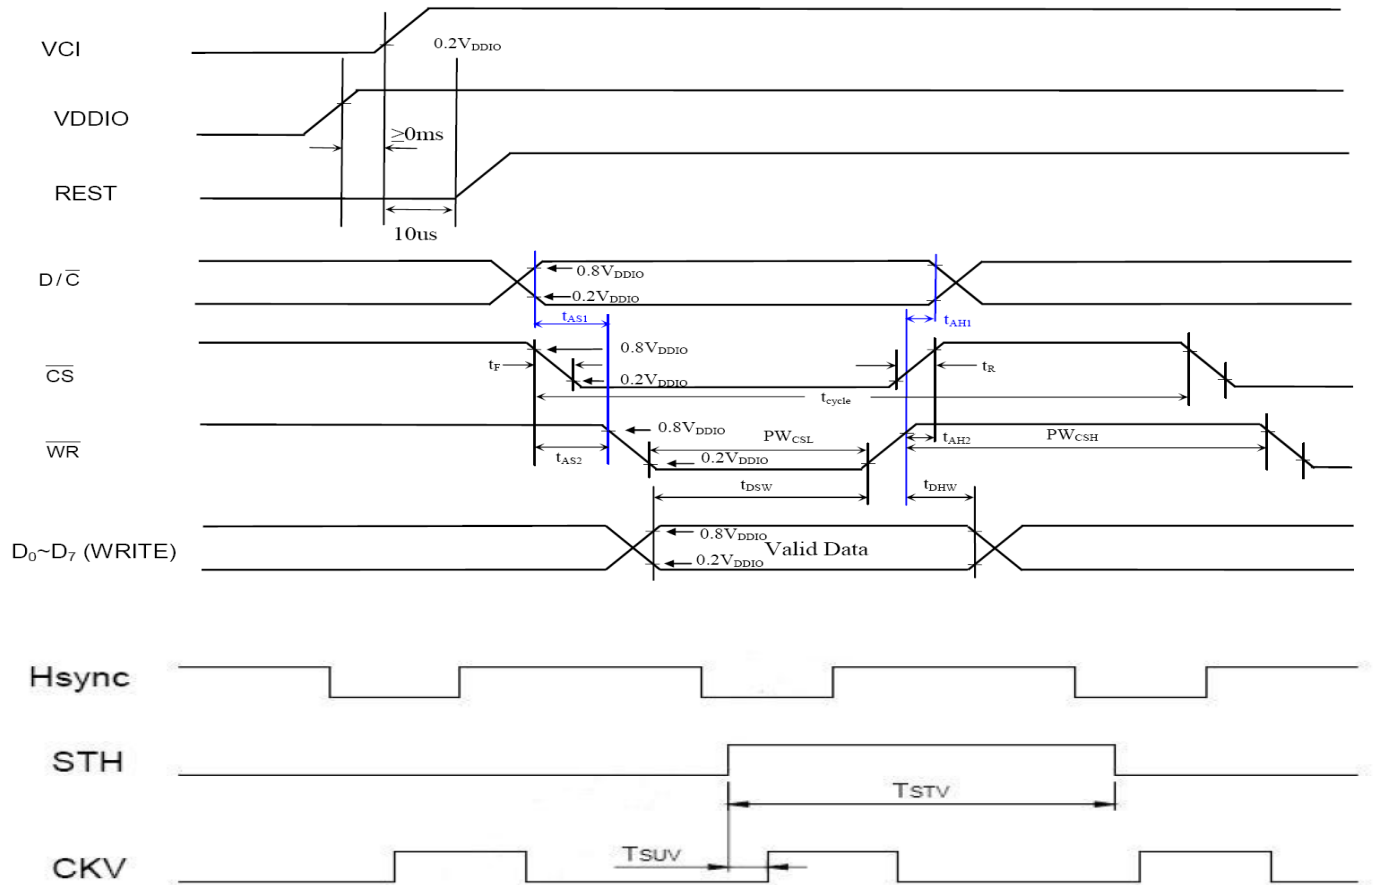 VCI
0.2VDDIO
VDDIO
≥0ms
REST
10us
D/C̅
0.8VDDIO
0.2VDDIO
tAS1
tAH1
C̅S̅
tF
0.8VDDIO
0.2VDDIO
tR
tcycle
W̅R̅
0.8VDDIO
PWCSL
PWCSH
tAS2
0.2VDDIO
tAH2
tDSW
tDHW
D0~D7 (WRITE)
0.8VDDIO
Valid Data
0.2VDDIO
Hsync
STH
TSTV
TSUV
CKV